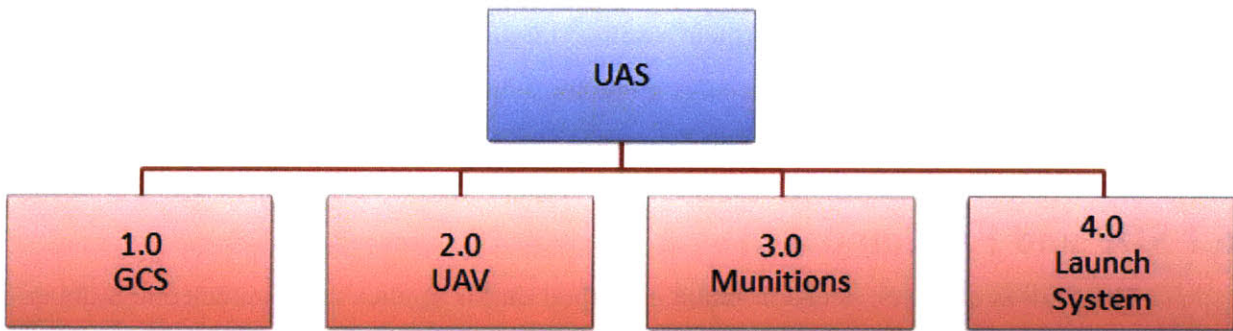 UAS
1.0
GCS
2.0
UAV
3.0
Munitions
4.0
Launch
System